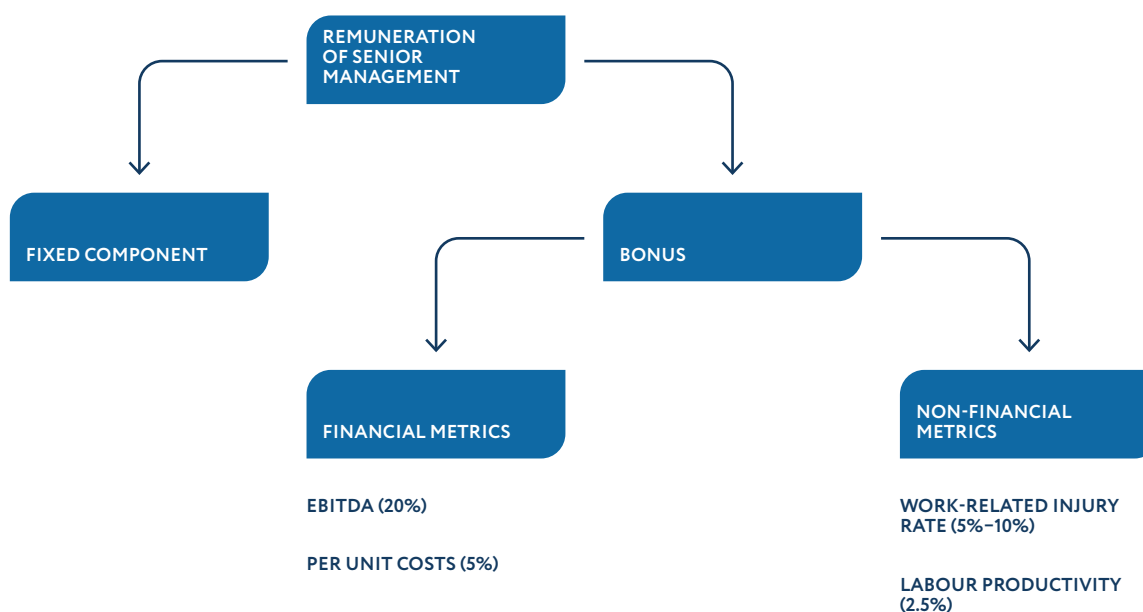 REMUNERATION
OF SENIOR
MANAGEMENT
FIXED COMPONENT
BONUS
FINANCIAL METRICS
NON-FINANCIAL
METRICS
EBITDA (20%)
PER UNIT COSTS (5%)
WORK-RELATED INJURY
RATE (5%–10%)
LABOUR PRODUCTIVITY
(2.5%)